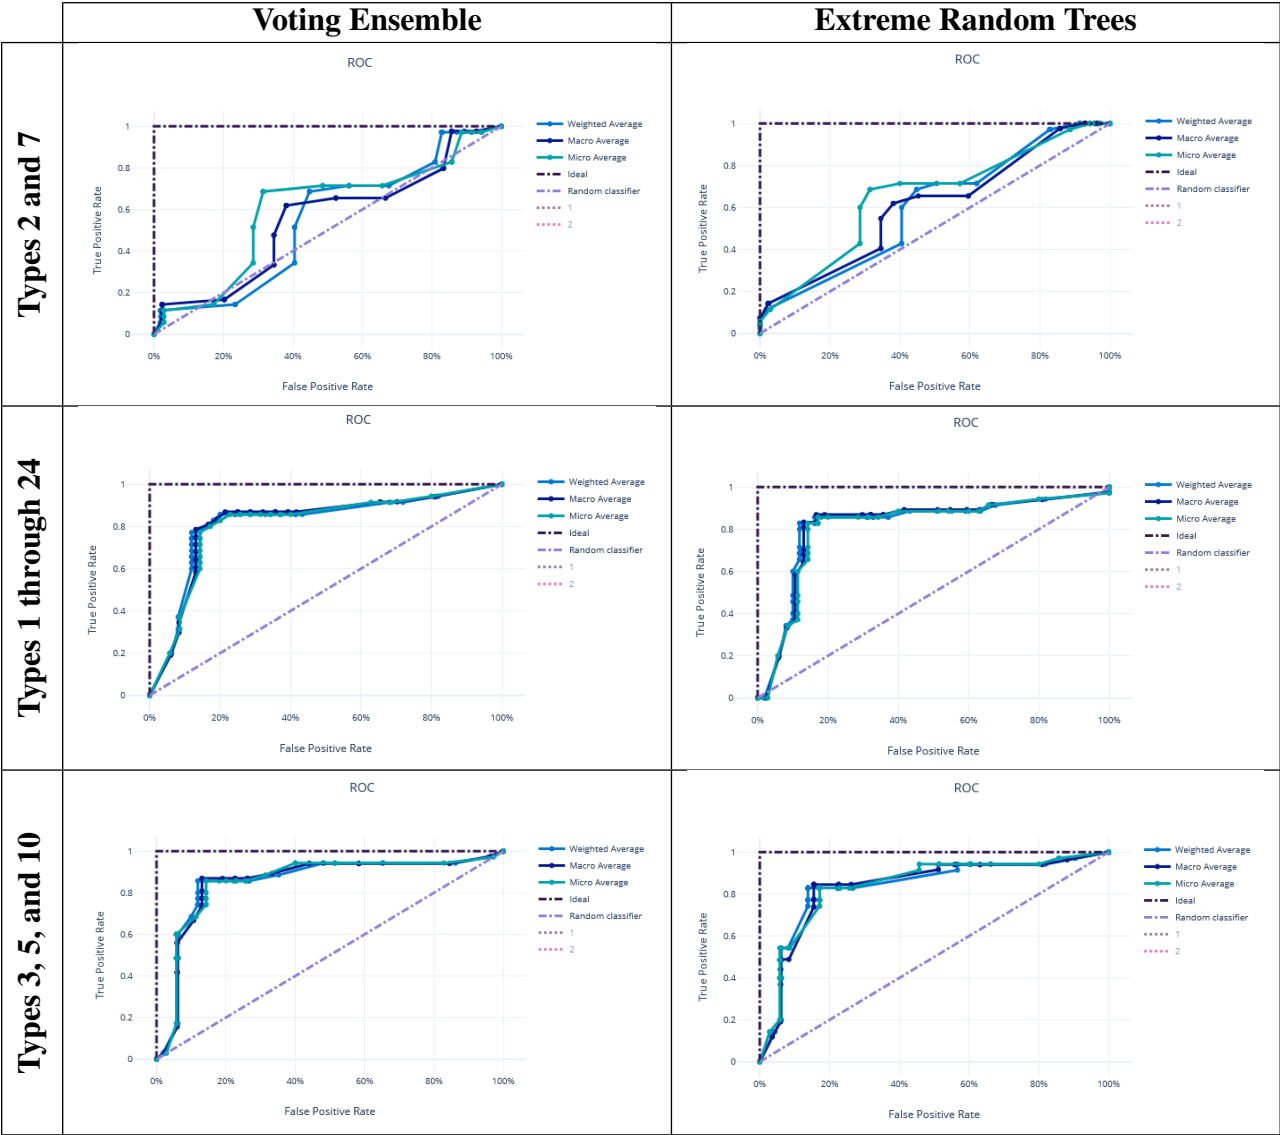 Voting Ensemble
Extreme Random Trees
Types 2 and 7
ROC
True Positive Rate
1
0.8
0.6
0.4
0.2
0
0%
20%
40%
60%
80%
100%
False Positive Rate
Weighted Average
Macro Average
Micro Average
Ideal
Random classifier
1
2
ROC
True Positive Rate
1
0.8
0.6
0.4
0.2
0
0%
20%
40%
60%
80%
100%
False Positive Rate
Weighted Average
Macro Average
Micro Average
Ideal
Random classifier
1
2
Types 1 through 24
ROC
True Positive Rate
1
0.8
0.6
0.4
0.2
0
0%
20%
40%
60%
80%
100%
False Positive Rate
Weighted Average
Macro Average
Micro Average
Ideal
Random classifier
1
2
ROC
True Positive Rate
1
0.8
0.6
0.4
0.2
0
0%
20%
40%
60%
80%
100%
False Positive Rate
Weighted Average
Macro Average
Micro Average
Ideal
Random classifier
1
2
Types 3, 5, and 10
ROC
True Positive Rate
1
0.8
0.6
0.4
0.2
0
0%
20%
40%
60%
80%
100%
False Positive Rate
Weighted Average
Macro Average
Micro Average
Ideal
Random classifier
1
2
ROC
True Positive Rate
1
0.8
0.6
0.4
0.2
0
0%
20%
40%
60%
80%
100%
False Positive Rate
Weighted Average
Macro Average
Micro Average
Ideal
Random classifier
1
2